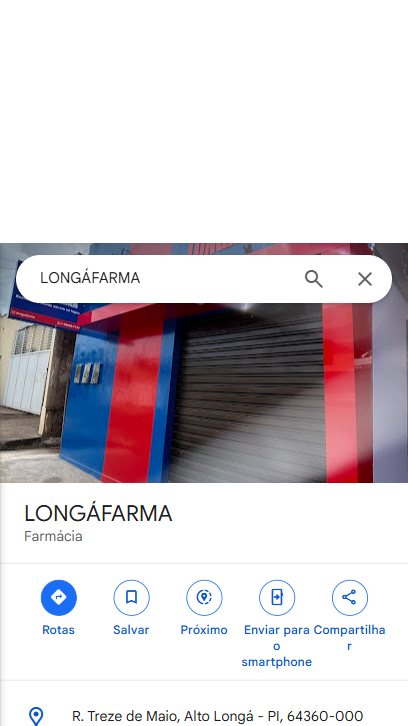 LONGÁFARMA
LONGÁFARMA
Farmácia
Rotas
Salvar
Próximo
Enviar para o smartphone
Compartilhar
R. Treze de Maio, Alto Longá - PI, 64360-000